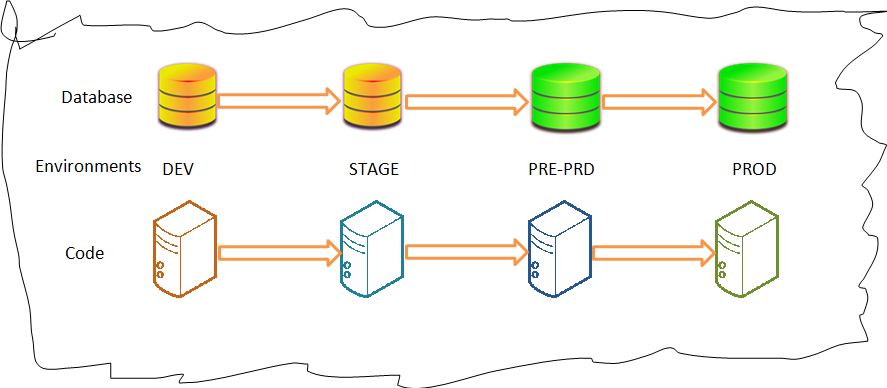 Database
Environments DEV STAGE PRE-PRD PROD
Code